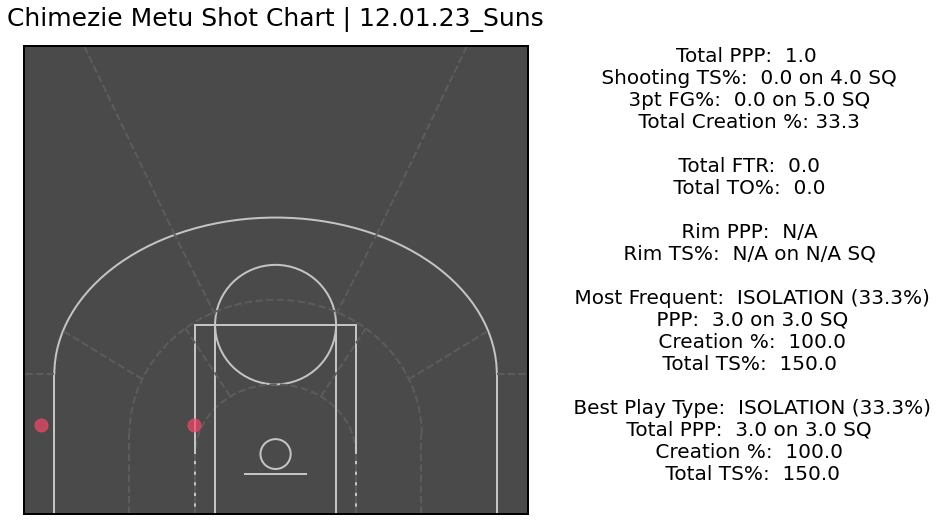 Chimezie Metu Shot Chart | 12.01.23_Suns
Total PPP:  1.0
Shooting TS%:  0.0 on 4.0 SQ
3pt FG%:  0.0 on 5.0 SQ
Total Creation %: 33.3
Total FTR:  0.0
Total TO%:  0.0
Rim PPP:  N/A
Rim TS%:  N/A on N/A SQ
Most Frequent:  ISOLATION (33.3%)
PPP:  3.0 on 3.0 SQ
Creation %:  100.0
Total TS%:  150.0
Best Play Type:  ISOLATION (33.3%)
Total PPP:  3.0 on 3.0 SQ
Creation %:  100.0
Total TS%:  150.0